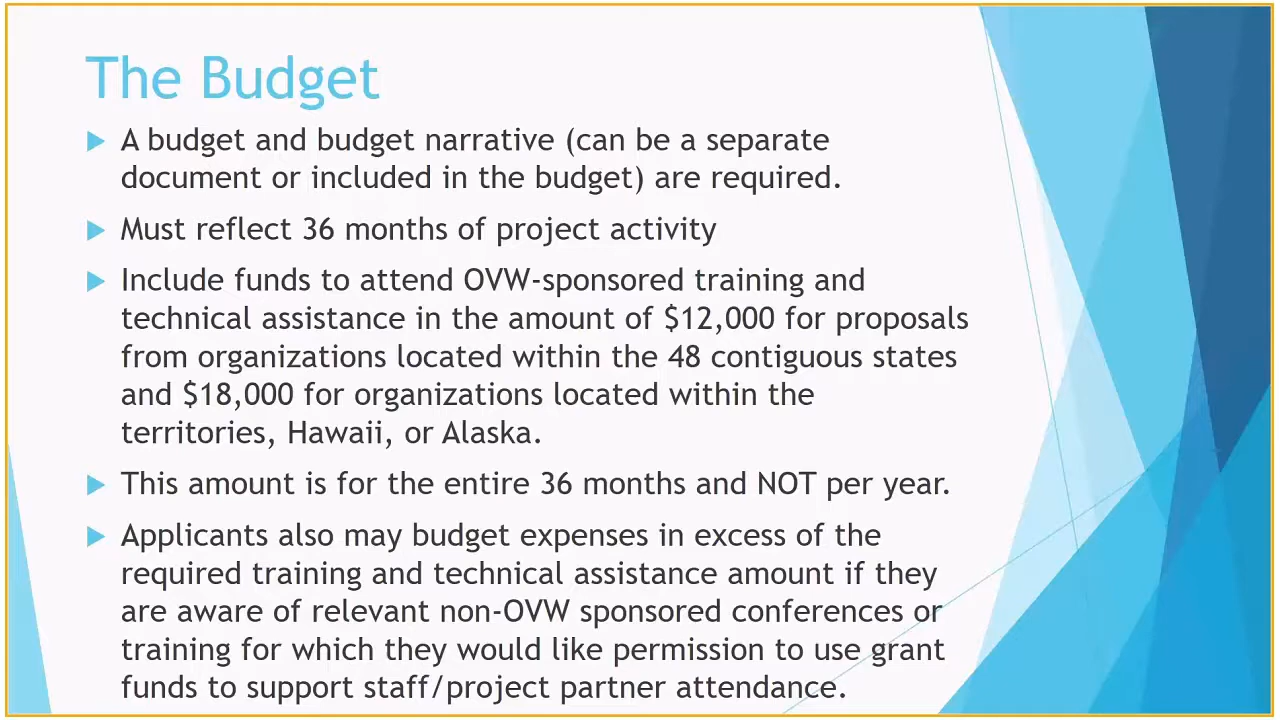 The Budget
A budget and budget narrative (can be a separate
document or included in the budget) are required.
Must reflect 36 months of project activity
Include funds to attend OVW-sponsored training and
technical assistance in the amount of $12,000 for proposals
from organizations located within the 48 contiguous states
and $18,000 for organizations located within the
territories, Hawaii, or Alaska.
This amount is for the entire 36 months and NOT per year.
Applicants also may budget expenses in excess of the
required training and technical assistance amount if they
are aware of relevant non-OVW sponsored conferences or
training for which they would like permission to use grant
funds to support staff/project partner attendance.